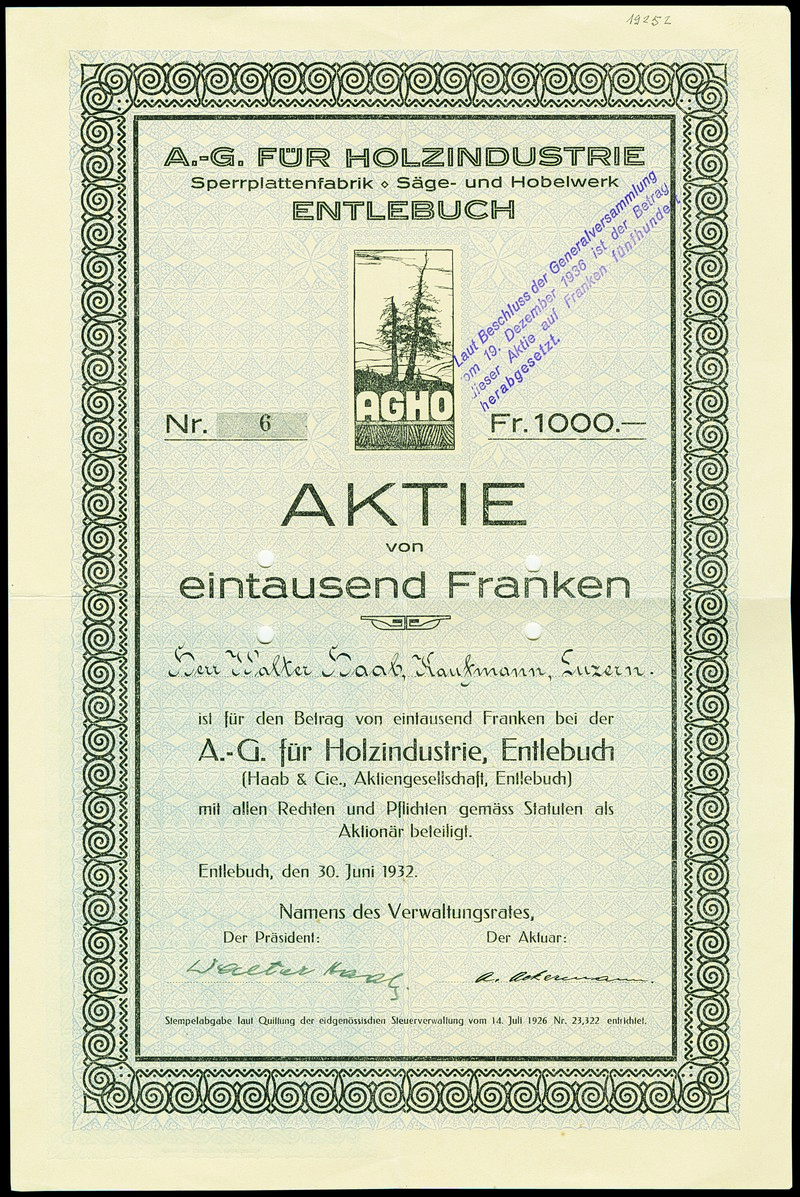 19252
A.-G. FÜR HOLZINDUSTRIE
Sperrplattenfabrik ⋄ Säge- und Hobelwerk
ENTLEBUCH
Laut Beschluss der Generalversammlung
vom 19. Dezember 1936 ist der Betrag
dieser Aktie auf Franken fünfhundert
herabgesetzt.
AGHO
Nr. 6
Fr. 1000.—
AKTIE
von
eintausend Franken
Herr Walter Haab, Kaufmann, Luzern.
ist für den Betrag von eintausend Franken bei der
A.-G. für Holzindustrie, Entlebuch
(Haab & Cie., Aktiengesellschaft, Entlebuch)
mit allen Rechten und Pflichten gemäss Statuten als
Aktionär beteiligt.
Entlebuch, den 30. Juni 1932.
Namens des Verwaltungsrates,
Der Präsident: Der Aktuar:
Walter Haab. A. Ackermann.
Stempelabgabe laut Quittung der eidgenössischen Steuerverwaltung vom 14. Juli 1926 Nr. 23,322 entrichtet.